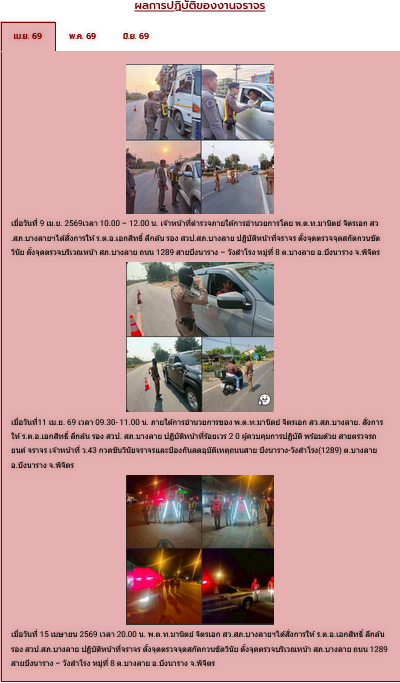 ผลการปฏิบัติของงานจราจร
เม.ย. 69 พ.ค. 69 มิ.ย. 69
เมื่อวันที่ 9 เม.ย. 2569เวลา 10.00 – 12.00 น. เจ้าหน้าที่ตำรวจภายใต้การอำนวยการโดย พ.ต.ท.มานิตย์ จิตรเอก สว
.สภ.บางลายฯได้สั่งการให้ ร.ต.อ.เอกสิทธิ์ ลีกลั่น รอง สวป.สภ.บางลาย ปฏิบัติหน้าที่จราจร ตั้งจุดตรวจจุดสกัดกวนขัด
วินัย ตั้งจุดตรวจบริเวณหน้า สภ.บางลาย ถนน 1289 สายบึงนาราง – วังสำโรง หมู่ที่ 8 ต.บางลาย อ.บึงนาราง จ.พิจิตร
เมื่อวันที่11 เม.ย. 69 เวลา 09.30- 11.00 น. ภายใต้การอำนวยการของ พ.ต.ท.มานิตย์ จิตรเอก สว.สภ.บางลาย. สั่งการ
ให้ ร.ต.อ.เอกสิทธิ์ ลีกลั่น รอง สวป. สภ.บางลาย ปฏิบัติหน้าที่ร้อยเวร 2 0 ผู้ควบคุมการปฏิบัติ พร้อมด้วย สายตรวจรถ
ยนต์ จราจร เจ้าหน้าที่ ว.43 กวดขันวินัยจราจรและป้องกันลดอุบัติเหตุถนนสาย บึงนาราง-วังสำโรง(1289) ต.บางลาย
อ.บึงนาราง จ.พิจิตร
เมื่อวันที่ 15 เมษายน 2569 เวลา 20.00 น. พ.ต.ท.มานิตย์ จิตรเอก สว.สภ.บางลายฯได้สั่งการให้ ร.ต.อ.เอกสิทธิ์ ลีกลั่น
รอง สวป.สภ.บางลาย ปฏิบัติหน้าที่จราจร ตั้งจุดตรวจจุดสกัดกวนขัดวินัย ตั้งจุดตรวจบริเวณหน้า สภ.บางลาย ถนน 1289
สายบึงนาราง – วังสำโรง หมู่ที่ 8 ต.บางลาย อ.บึงนาราง จ.พิจิตร